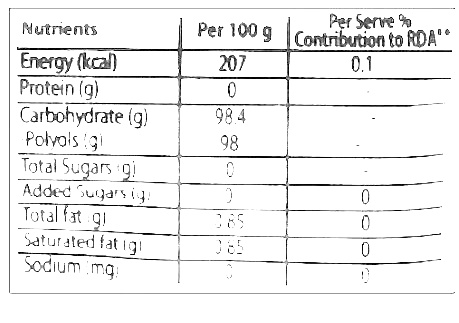 Nutrients Per 100 g Per Serve %
Contribution to RDA**
Energy (kcal) 207 0.1
Protein (g) 0 -
Carbohydrate (g) 98.4 -
Polyols (g) 98 -
Total Sugars (g) 0 -
Added Sugars (g) 0 0
Total fat (g) 0.85 0
Saturated fat (g) 0.85 0
Sodium (mg) 0 0